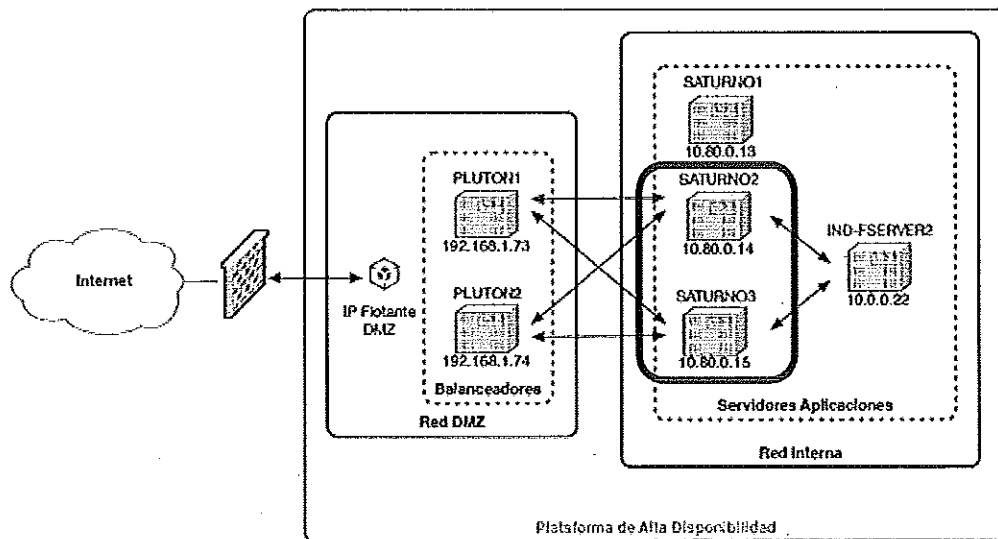 SATURNO1
10.80.0.13
PLUTON1
192.168.1.73
SATURNO2
10.80.0.14
IND-FSERVER2
10.0.0.22
Internet
IP Flotante
DMZ
PLUTON2
192.168.1.74
SATURNO3
10.80.0.15
Balanceadores
Servidores Aplicaciones
Red DMZ
Red Interna
Plataforma de Alta Disponibilidad